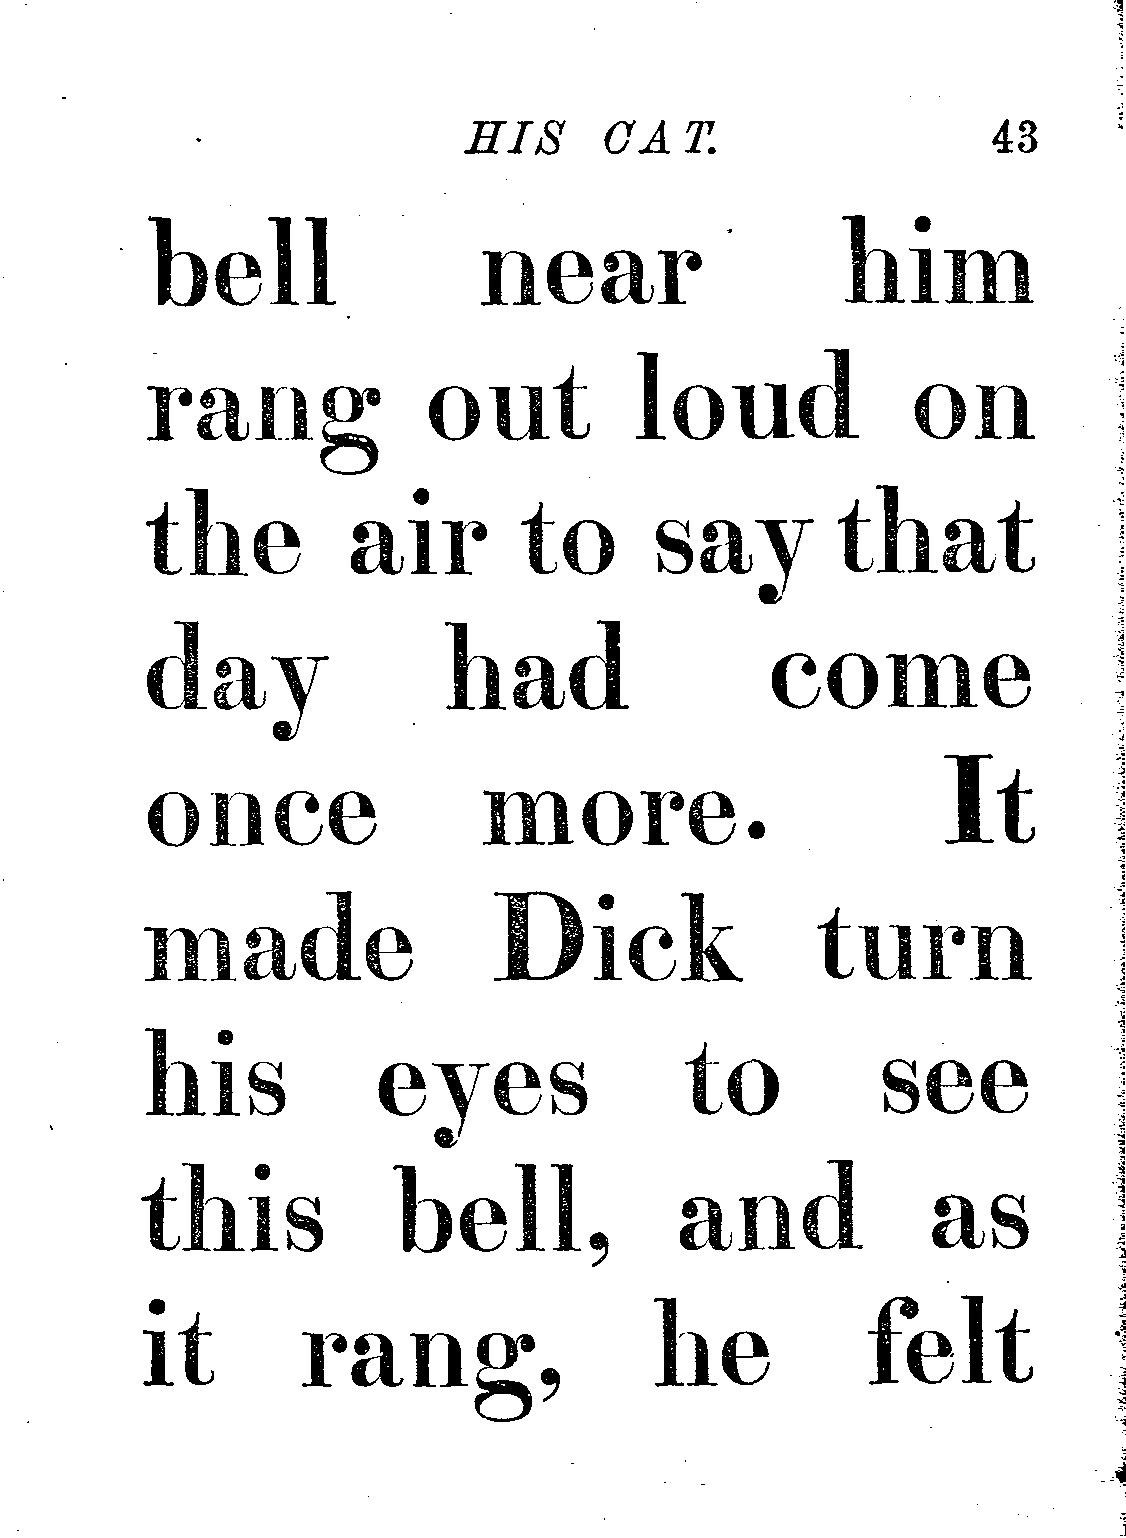 HIS CAT. 43
bell near him
rang out loud on
the air to say that
day had come
once more. It
made Dick turn
his eyes to see
this bell, and as
it rang, he felt